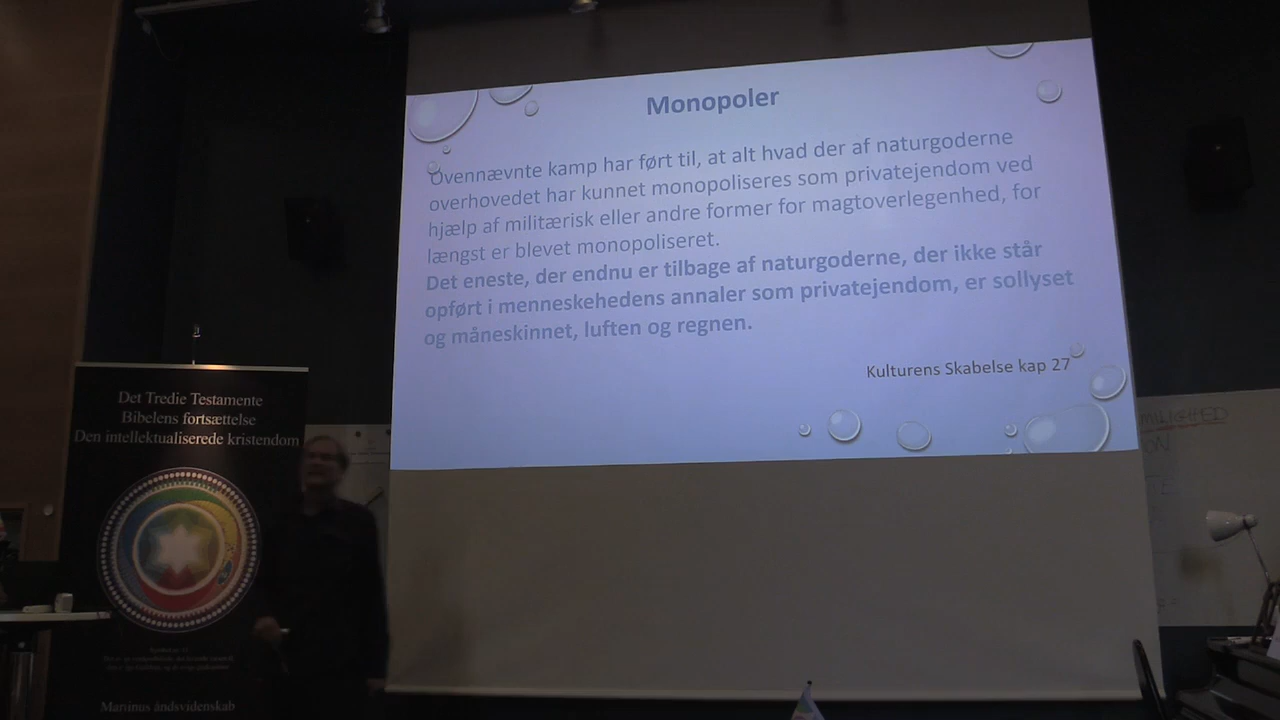 Monopoler
Ovennævnte kamp har ført til, at alt hvad der af naturgoderne
overhovedet har kunnet monopoliseres som privatejendom ved
hjælp af militærisk eller andre former for magtoverlegenhed, for
længst er blevet monopoliseret.
Det eneste, der endnu er tilbage af naturgoderne, der ikke står
opført i menneskehedens annaler som privatejendom, er sollyset
og måneskinnet, luften og regnen.
Kulturens Skabelse kap 27
Det Tredie Testamente
Bibelens fortsættelse
Den intellektualiserede kristendom
Martinus åndsvidenskab